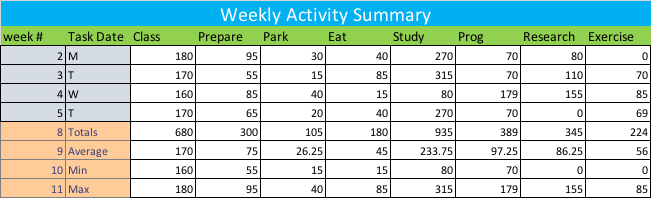 Weekly Activity Summary
week # Task Date Class Prepare Park Eat Study Prog Research Exercise
2 M 180 95 30 40 270 70 80 0
3 T 170 55 15 85 315 70 110 70
4 W 160 85 40 15 80 179 155 85
5 T 170 65 20 40 270 70 0 69
8 Totals 680 300 105 180 935 389 345 224
9 Average 170 75 26.25 45 233.75 97.25 86.25 56
10 Min 160 55 15 15 80 70 0 0
11 Max 180 95 40 85 315 179 155 85